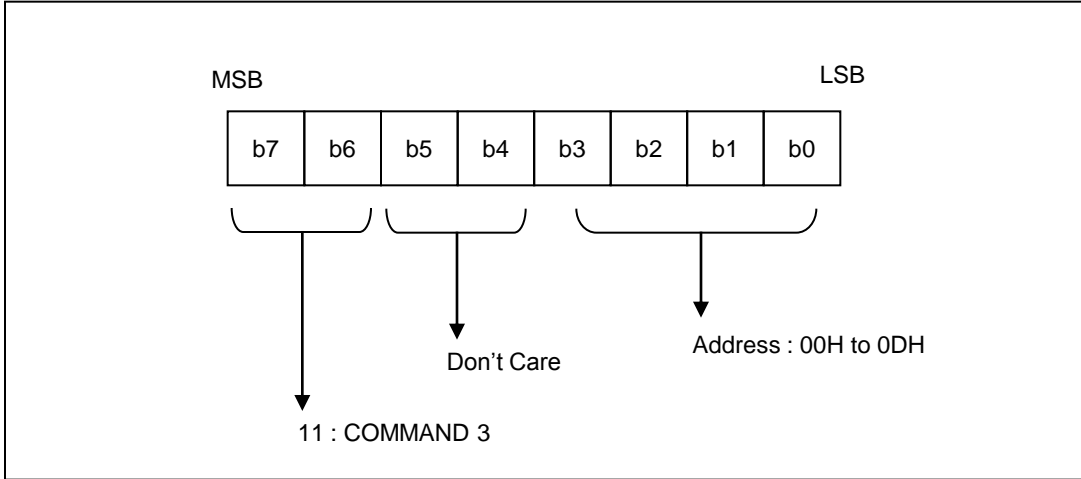 MSB
LSB
b7 b6 b5 b4 b3 b2 b1 b0
Address : 00H to 0DH
Don’t Care
11 : COMMAND 3